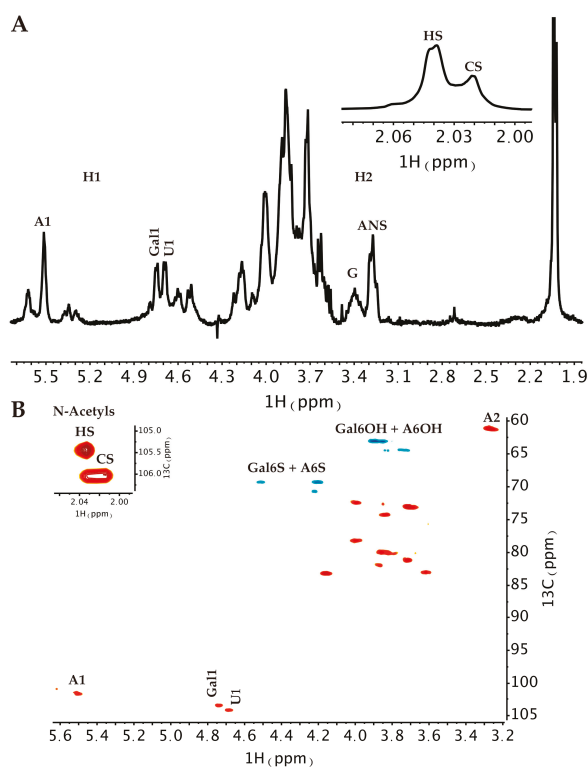 A
HS
CS
2.06 2.03 2.00
1H (ppm)
H1
H2
A1
Gal1
U1
ANS
G
5.5 5.2 4.9 4.6 4.3 4.0 3.7 3.4 3.1 2.8 2.5 2.2 1.9
1H (ppm)
B
N-Acetyls
HS
CS
105.0
105.5
106.0
13C (ppm)
2.04 2.00
1H (ppm)
A2
Gal6OH + A6OH
Gal6S + A6S
A1
Gal1
U1
60
65
70
75
80
85
90
95
100
105
13C (ppm)
5.6 5.4 5.2 5.0 4.8 4.6 4.4 4.2 4.0 3.8 3.6 3.4 3.2
1H (ppm)